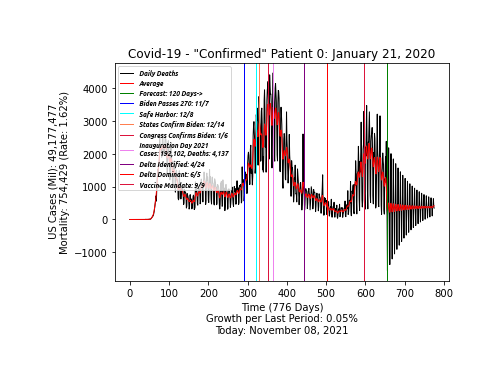 Covid-19 - "Confirmed" Patient 0: January 21, 2020
US Cases (Mil): 49,177,477
Mortality: 754,429 (Rate: 1.62%)
4000
3000
2000
1000
0
−1000
Daily Deaths
Average
Forecast: 120 Days->
Biden Passes 270: 11/7
Safe Harbor: 12/8
States Confirm Biden: 12/14
Congress Confirms Biden: 1/6
Inauguration Day 2021
Cases: 192,102, Deaths: 4,137
Delta Identified: 4/24
Delta Dominant: 6/3
Vaccine Mandate: 9/9
0 100 200 300 400 500 600 700 800
Time (776 Days)
Growth per Last Period: 0.05%
Today: November 08, 2021